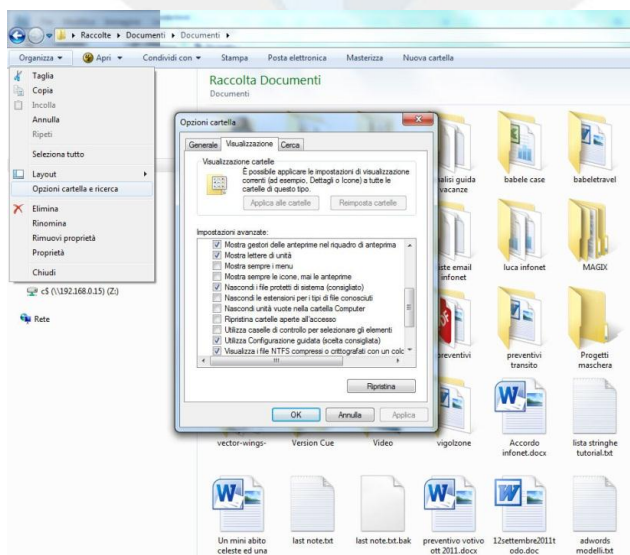 Raccolte ▸ Documenti ▸ Documenti ▸
Organizza Apri Condividi con Stampa Posta elettronica Masterizza Nuova cartella
Taglia
Copia
Incolla
Annulla
Ripeti
Seleziona tutto
Layout
Opzioni cartella e ricerca
Elimina
Rinomina
Rimuovi proprietà
Proprietà
Chiudi
c$ (\\192.168.0.15) (Z:)
Rete
Raccolta Documenti
Documenti
Opzioni cartella
Generale Visualizzazione Cerca
Visualizzazione cartelle
È possibile applicare le impostazioni di visualizzazione
correnti (ad esempio, Dettagli o Icone) a tutte le
cartelle di questo tipo.
Applica alle cartelle Reimposta cartelle
Impostazioni avanzate:
Mostra gestori delle anteprime nel riquadro di anteprima
Mostra lettere di unità
Mostra sempre i menu
Mostra sempre le icone, mai le anteprime
Nascondi i file protetti di sistema (consigliato)
Nascondi le estensioni per i tipi di file conosciuti
Nascondi unità vuote nella cartella Computer
Ripristina cartelle aperte all'accesso
Utilizza caselle di controllo per selezionare gli elementi
Utilizza Configurazione guidata (scelta consigliata)
Visualizza i file NTFS compressi o crittografati con un colc
Ripristina
OK Annulla Applica
alisi guida
vacanze
babele case
babeletravel
iste email
infonet
luca infonet
MAGIX
preventivi
preventivi
transito
Progetti
maschera
vector-wings-
Version Cue
Video
vigolzone
Accordo
infonet.docx
lista stringhe
tutorial.txt
Un mini abito
celeste ed una
last note.txt
last note.txt.bak
preventivo votivo
ott 2011.docx
12settembre2011t
ndo.doc
adwords
modelli.txt